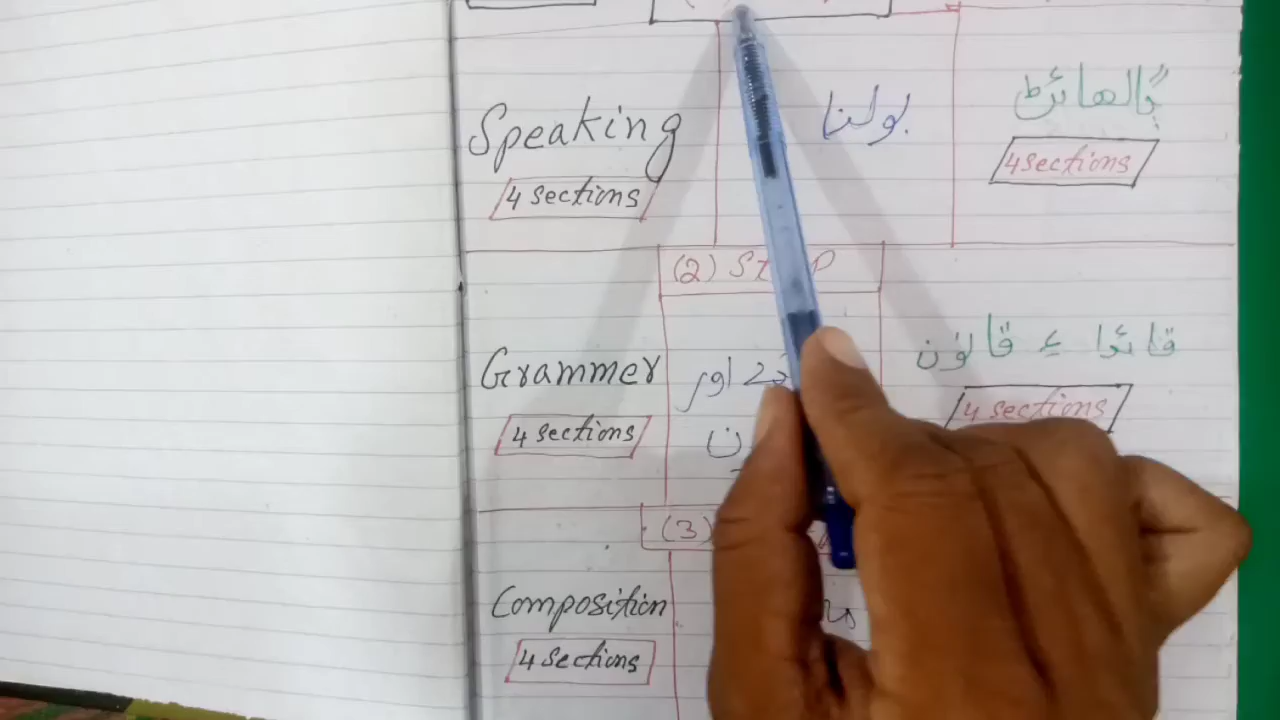 Speaking
بولنا
4 sections
4 sections
(2) St P
Grammer
اور
قائدا ۽ قانون
4 sections
4 sections
(3)
Composition
4 sections